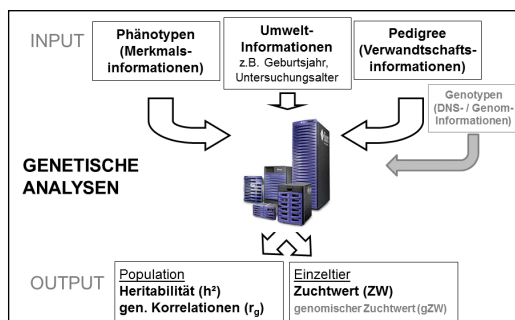 INPUT
Phänotypen
(Merkmals-
informationen)
Umwelt-
Informationen
z.B. Geburtsjahr,
Untersuchungsalter
Pedigree
(Verwandtschafts-
informationen)
Genotypen
(DNS- / Genom-
Informationen)
GENETISCHE
ANALYSEN
OUTPUT
Population
Heritabilität (h²)
gen. Korrelationen (rg)
Einzeltier
Zuchtwert (ZW)
genomischer Zuchtwert (gZW)